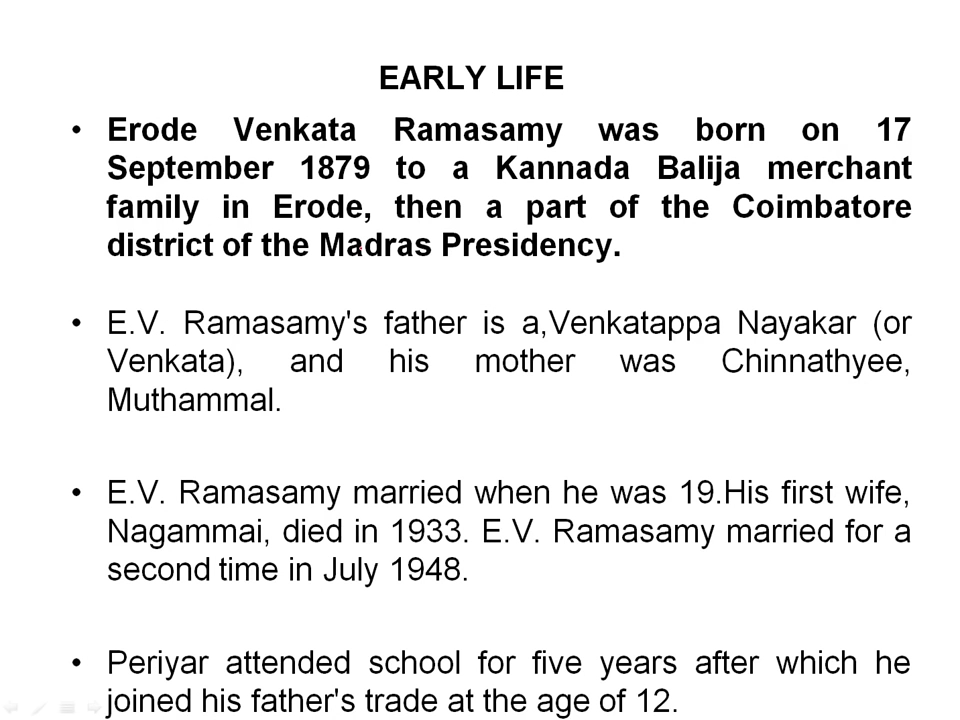 EARLY LIFE
• Erode Venkata Ramasamy was born on 17
September 1879 to a Kannada Balija merchant
family in Erode, then a part of the Coimbatore
district of the Madras Presidency.
• E.V. Ramasamy's father is a,Venkatappa Nayakar (or
Venkata), and his mother was Chinnathyee,
Muthammal.
• E.V. Ramasamy married when he was 19.His first wife,
Nagammai, died in 1933. E.V. Ramasamy married for a
second time in July 1948.
• Periyar attended school for five years after which he
joined his father's trade at the age of 12.